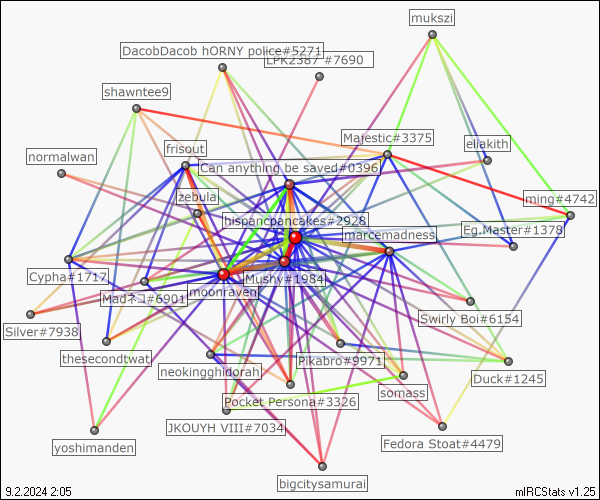 mukszi
DacobDacob hORNY police#5271
LPK2387 #7690
shawntee9
Majestic#3375
eliakith
frisout
normalwan
Can anything be saved#0396
zebula
ming#4742
hispancpancakes#2928
Eg.Master#1378
marcemadness
Cypha#1717
Mushy#1984
moonraven
Madネコ#6901
Swirly Boi#6154
Silver#7938
thesecondtwat
Pikabro#9971
neokingghidorah
Duck#1245
somass
Pocket Persona#3326
JKOUYH VIII#7034
Fedora Stoat#4479
yoshimanden
bigcitysamurai
9.2.2024 2:05
mIRCStats v1.25